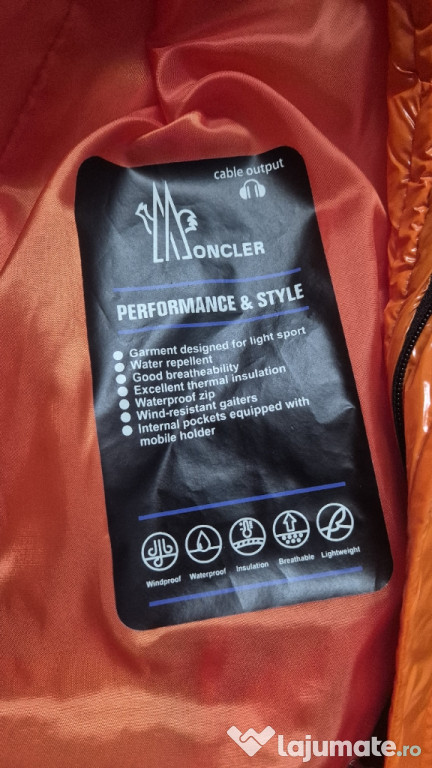 cable output
MONCLER
PERFORMANCE & STYLE
Garment designed for light sport
Water repellent
Good breatheability
Excellent thermal insulation
Waterproof zip
Wind-resistant gaiters
Internal pockets equipped with
mobile holder
Windproof Waterproof Insulation Breathable Lightweight
lajumate.ro